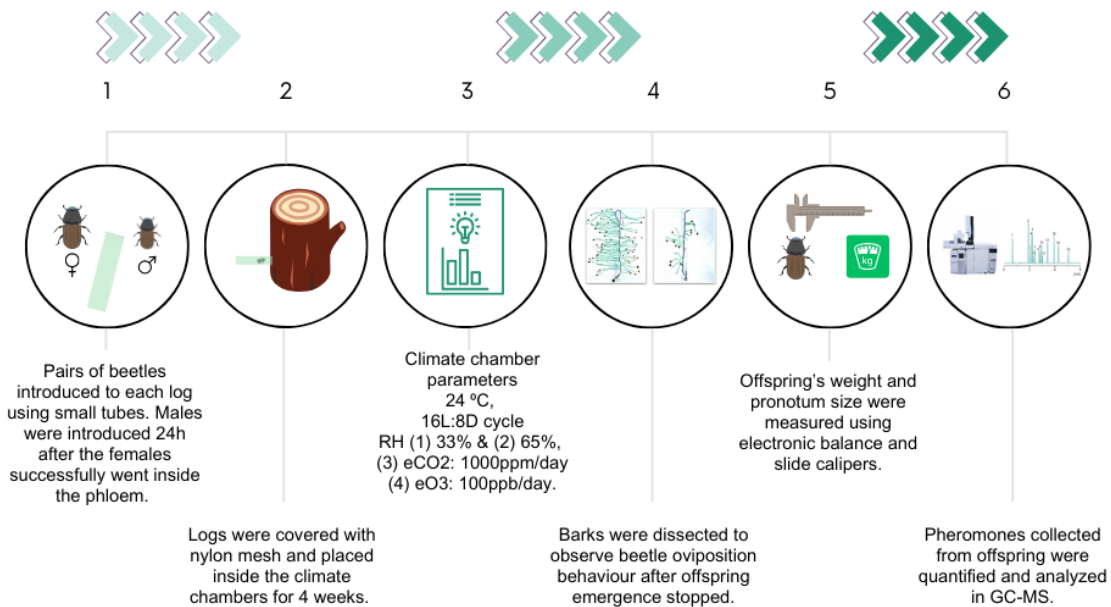 1
2
3
4
5
6
♀
♂
kg
Pairs of beetles
introduced to each log
using small tubes. Males
were introduced 24h
after the females
successfully went inside
the phloem.
Logs were covered with
nylon mesh and placed
inside the climate
chambers for 4 weeks.
Climate chamber
parameters
24 ºC,
16L:8D cycle
RH (1) 33% & (2) 65%,
(3) eCO2: 1000ppm/day
(4) eO3: 100ppb/day.
Barks were dissected to
observe beetle oviposition
behaviour after offspring
emergence stopped.
Offspring’s weight and
pronotum size were
measured using
electronic balance and
slide calipers.
Pheromones collected
from offspring were
quantified and analyzed
in GC-MS.